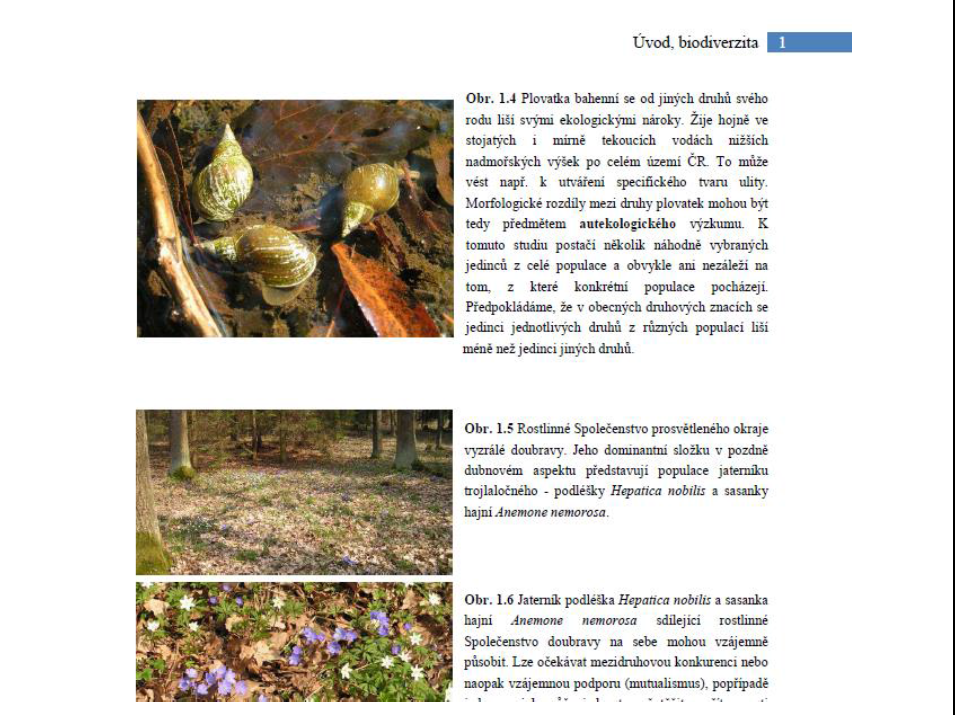 Úvod, biodiverzita 1
Obr. 1.4 Plovatka bahenní se od jiných druhů svého
rodu liší svými ekologickými nároky. Žije hojně ve
stojatých i mírně tekoucích vodách nižších
nadmořských výšek po celém území ČR. To může
vést např. k utváření specifického tvaru ulity.
Morfologické rozdíly mezi druhy plovatek mohou být
tedy předmětem autekologického výzkumu. K
tomuto studiu postačí několik náhodně vybraných
jedinců z celé populace a obvykle ani nezáleží na
tom, z které konkrétní populace pocházejí.
Předpokládáme, že v obecných druhových znacích se
jedinci jednotlivých druhů z různých populací liší
méně než jedinci jiných druhů.
Obr. 1.5 Rostlinné Společenstvo prosvětleného okraje
vyzrálé doubravy. Jeho dominantní složku v pozdně
dubnovém aspektu představují populace jaterníku
trojlaločného - podléšky Hepatica nobilis a sasanky
hajní Anemone nemorosa.
Obr. 1.6 Jaterník podléška Hepatica nobilis a sasanka
hajní Anemone nemorosa sdílející rostlinné
Společenstvo doubravy na sebe mohou vzájemně
působit. Lze očekávat mezidruhovou konkurenci nebo
naopak vzájemnou podporu (mutualismus), popřípadě